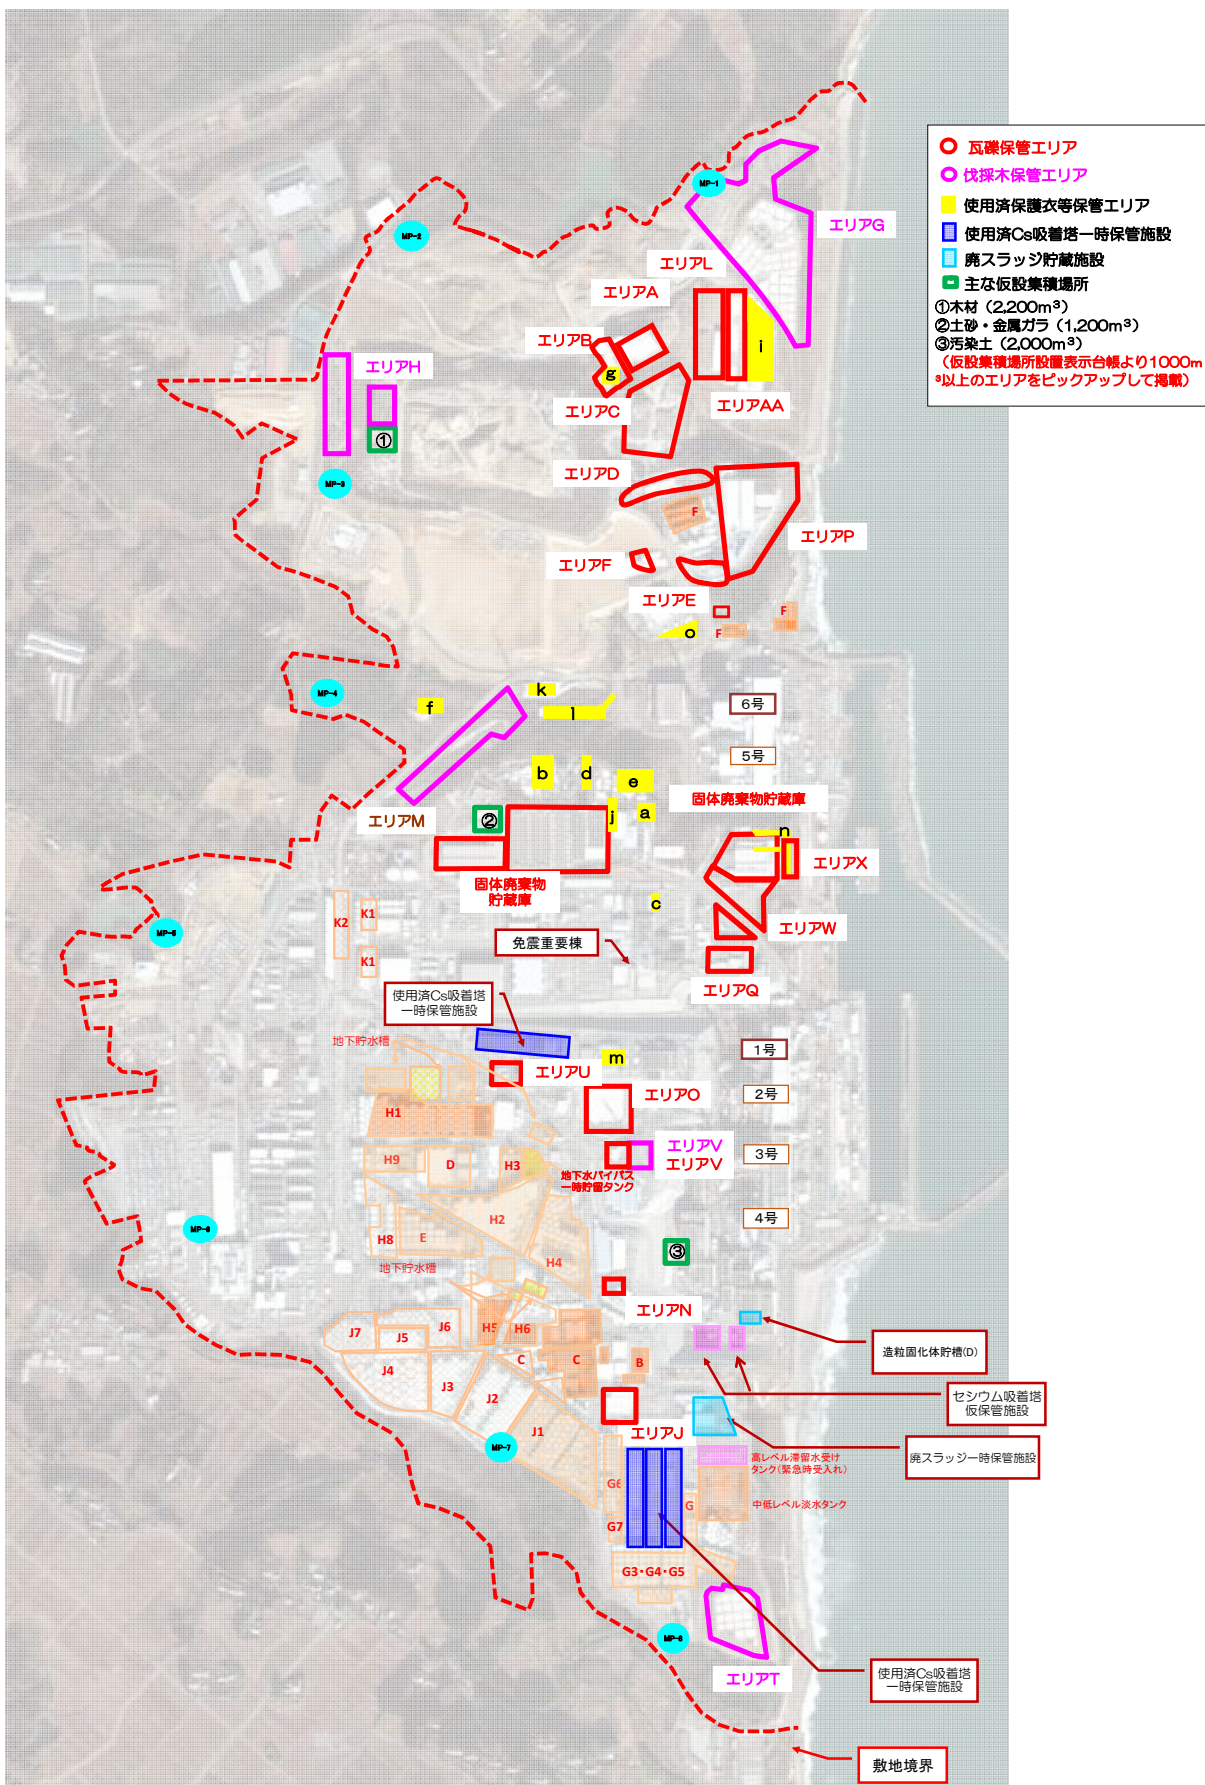 瓦礫保管エリア
伐採木保管エリア
使用済保護衣等保管エリア
使用済Cs吸着塔一時保管施設
廃スラッジ貯蔵施設
主な仮設集積場所
①木材（2,200m³）
②土砂・金属ガラ（1,200m³）
③汚染土（2,000m³）
（仮設集積場所設置表示台帳より1000m
³以上のエリアをピックアップして掲載）
MP-1
MP-2
エリアG
エリアL
エリアA
エリアB
i
g
エリアH
エリアC
エリアAA
①
エリアD
MP-3
F
エリアP
エリアF
エリアE
F
F
o
MP-4
k
f
l
6号
5号
b
d
e
固体廃棄物貯蔵庫
j
a
エリアM
②
n
エリアX
固体廃棄物
貯蔵庫
c
K2
K1
エリアW
MP-5
免震重要棟
K1
エリアQ
使用済Cs吸着塔
一時保管施設
地下貯水槽
1号
m
エリアU
2号
エリアO
H1
エリアV
3号
H9
D
H3
エリアV
地下水バイパス
一時貯留タンク
4号
H2
MP-6
H8
E
③
H4
地下貯水槽
エリアN
J7
J6
H5
H6
J5
造粒固化体貯槽(D)
C
C
B
J4
J3
J2
セシウム吸着塔
仮保管施設
J1
エリアJ
MP-7
高レベル滞留水受け
タンク(緊急時受入れ)
廃スラッジ一時保管施設
G6
G
中低レベル淡水タンク
G7
G3・G4・G5
MP-8
エリアT
使用済Cs吸着塔
一時保管施設
敷地境界